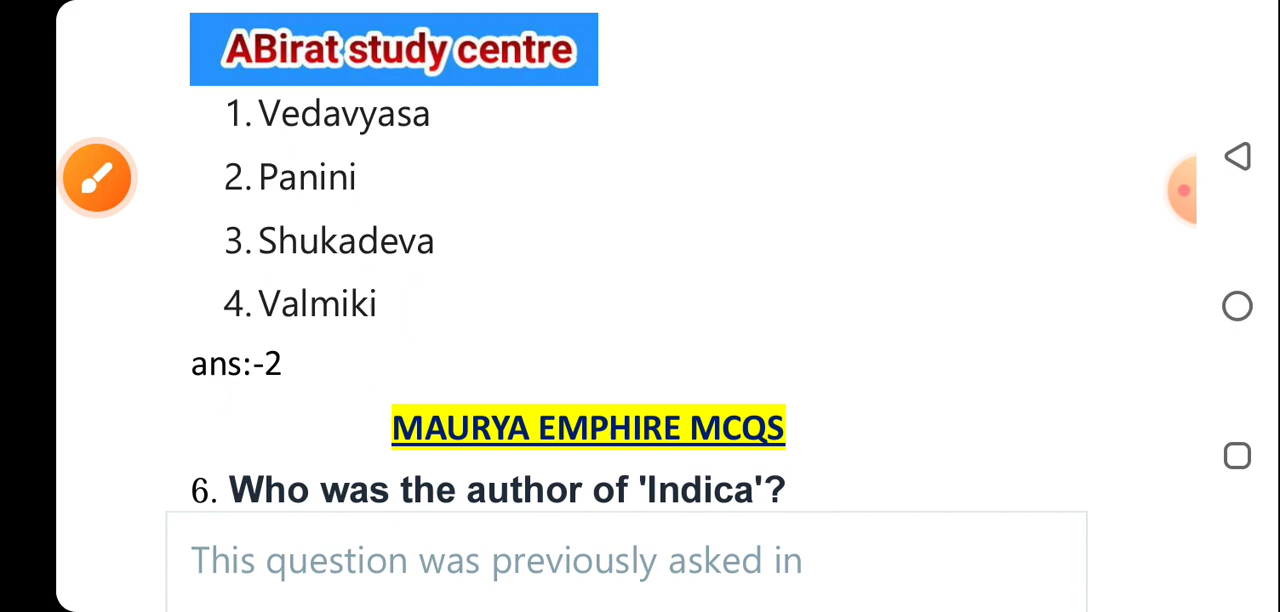 ABirat study centre
1. Vedavyasa
2. Panini
3. Shukadeva
4. Valmiki
ans:-2
MAURYA EMPHIRE MCQS
6. Who was the author of 'Indica'?
This question was previously asked in